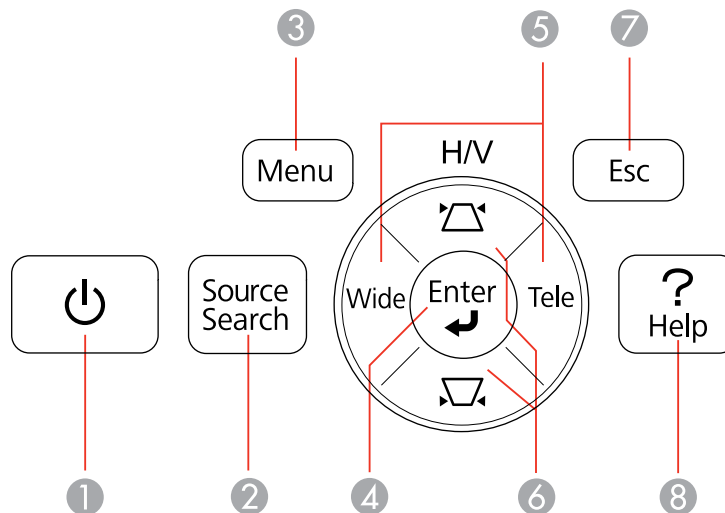 3
5
7
Menu
H/V
Esc
Source
Search
Wide
Enter
Tele
?
Help
1
2
4
6
8